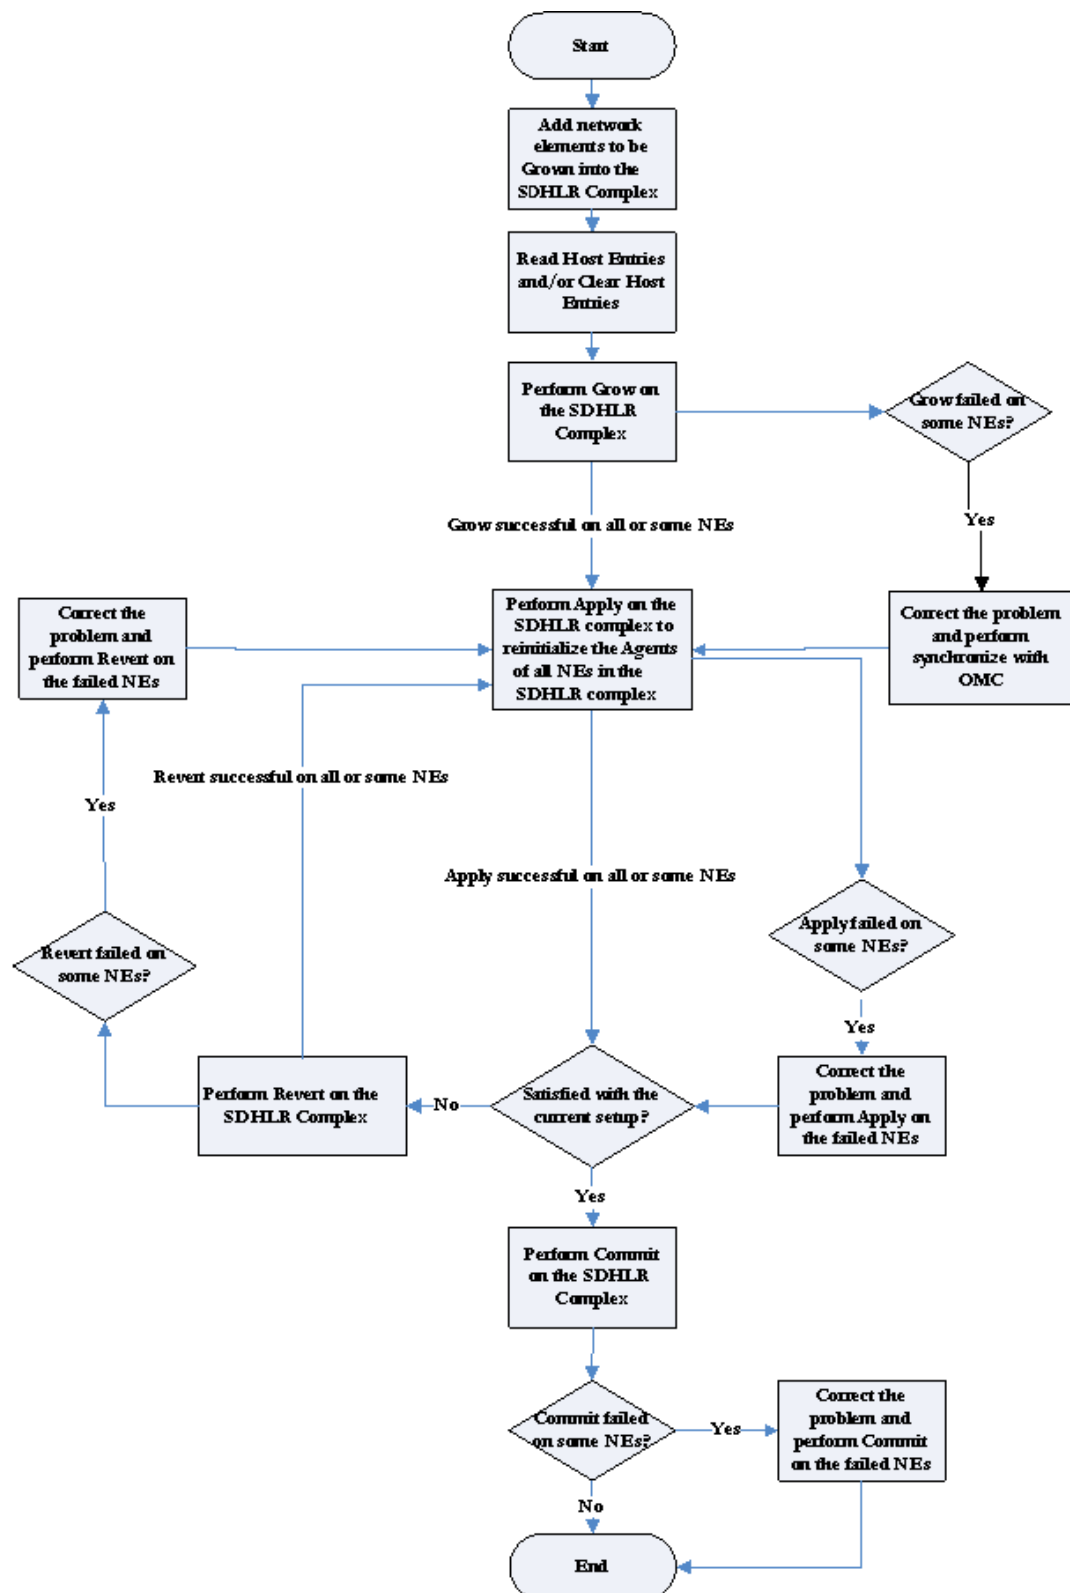 Start
Add network
elements to be
Grown into the
SDHLR Complex
Read Host Entries
and/or Clear Host
Entries
Perform Grow on
the SDHLR
Complex
Grow failed on
some NEs?
Yes
Grow successful on all or some NEs
Correct the
problem and
perform Revert on
the failed NEs
Perform Apply on the
SDHLR complex to
reinitialize the Agents
of all NEs in the
SDHLR complex
Correct the problem
and perform
synchronize with
OMC
Revert successful on all or some NEs
Yes
Apply successful on all or some NEs
Revert failed on
some NEs?
Apply failed on
some NEs?
Yes
Perform Revert on the
SDHLR Complex
No
Satisfied with the
current setup?
Correct the
problem and
perform Apply on
the failed NEs
Yes
Perform Commit
on the SDHLR
Complex
Commit failed
on some NEs?
Yes
Correct the
problem and
perform Commit
on the failed NEs
No
End